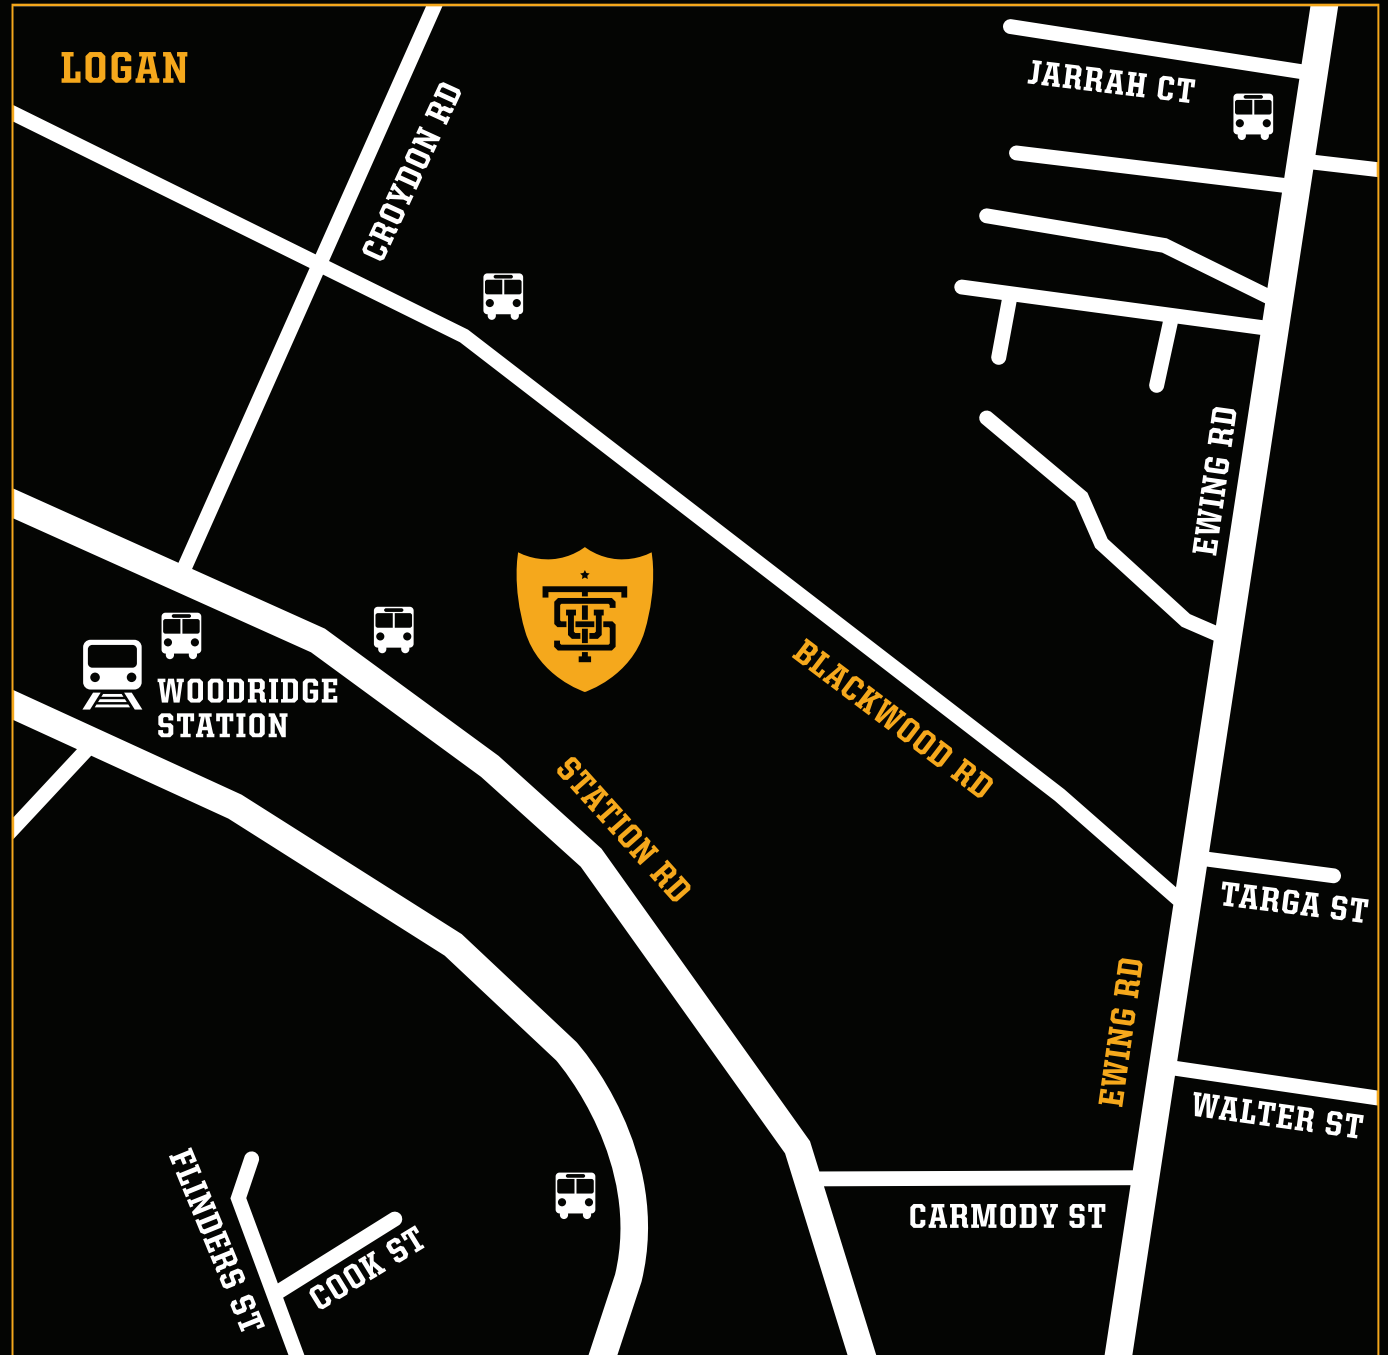 LOGAN
JARRAH CT
CROYDON RD
EWING RD
WOODRIDGE
STATION
BLACKWOOD RD
STATION RD
TARGA ST
EWING RD
WALTER ST
FLINDERS ST
COOK ST
CARMODY ST